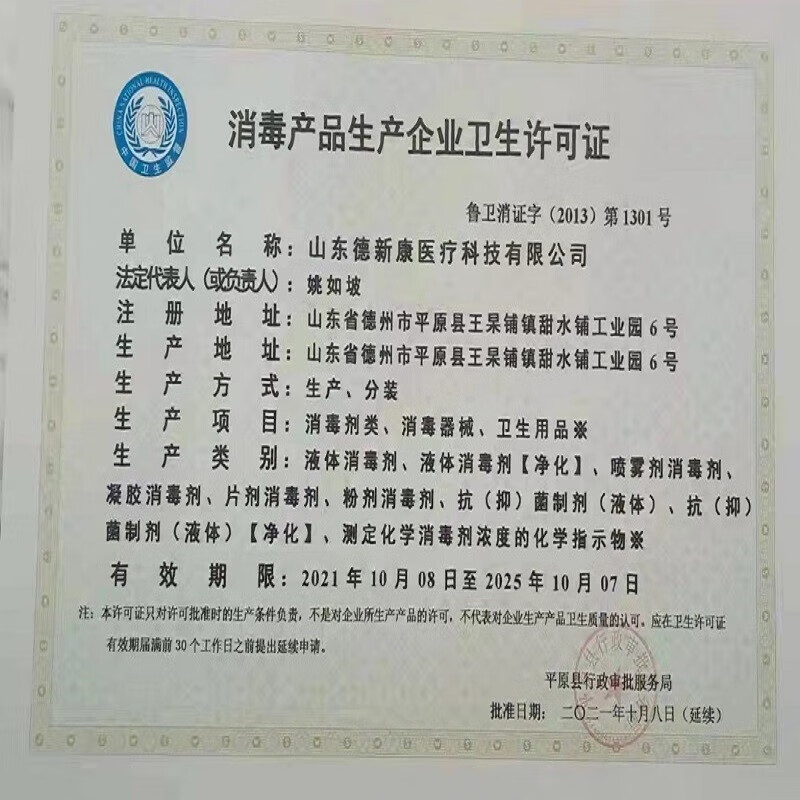 CHINA NATIONAL HEALTH INSPECTION
中国卫生监督
消毒产品生产企业卫生许可证
鲁卫消证字（2013）第1301号
单位名称：山东德新康医疗科技有限公司
法定代表人（或负责人）：姚如坡
注册地址：山东省德州市平原县王杲铺镇甜水铺工业园6号
生产地址：山东省德州市平原县王杲铺镇甜水铺工业园6号
生产方式：生产、分装
生产项目：消毒剂类、消毒器械、卫生用品※
生产类别：液体消毒剂、液体消毒剂【净化】、喷雾剂消毒剂、
凝胶消毒剂、片剂消毒剂、粉剂消毒剂、抗（抑）菌制剂（液体）、抗（抑）
菌制剂（液体）【净化】、测定化学消毒剂浓度的化学指示物※
有效期限：2021年10月08日至2025年10月07日
注：本许可证只对许可批准时的生产条件负责，不是对企业所生产产品的许可，不代表对企业生产产品卫生质量的认可。应在卫生许可证
有效期届满前30个工作日之前提出延续申请。
平原县行政审批服务局
批准日期：二〇二一年十月八日（延续）